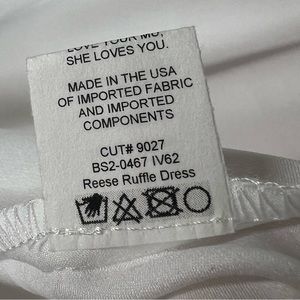 LOVE YOUR MU,
SHE LOVES YOU.
MADE IN THE USA
OF IMPORTED FABRIC
AND IMPORTED
COMPONENTS
CUT# 9027
BS2-0467 IV62
Reese Ruffle Dress